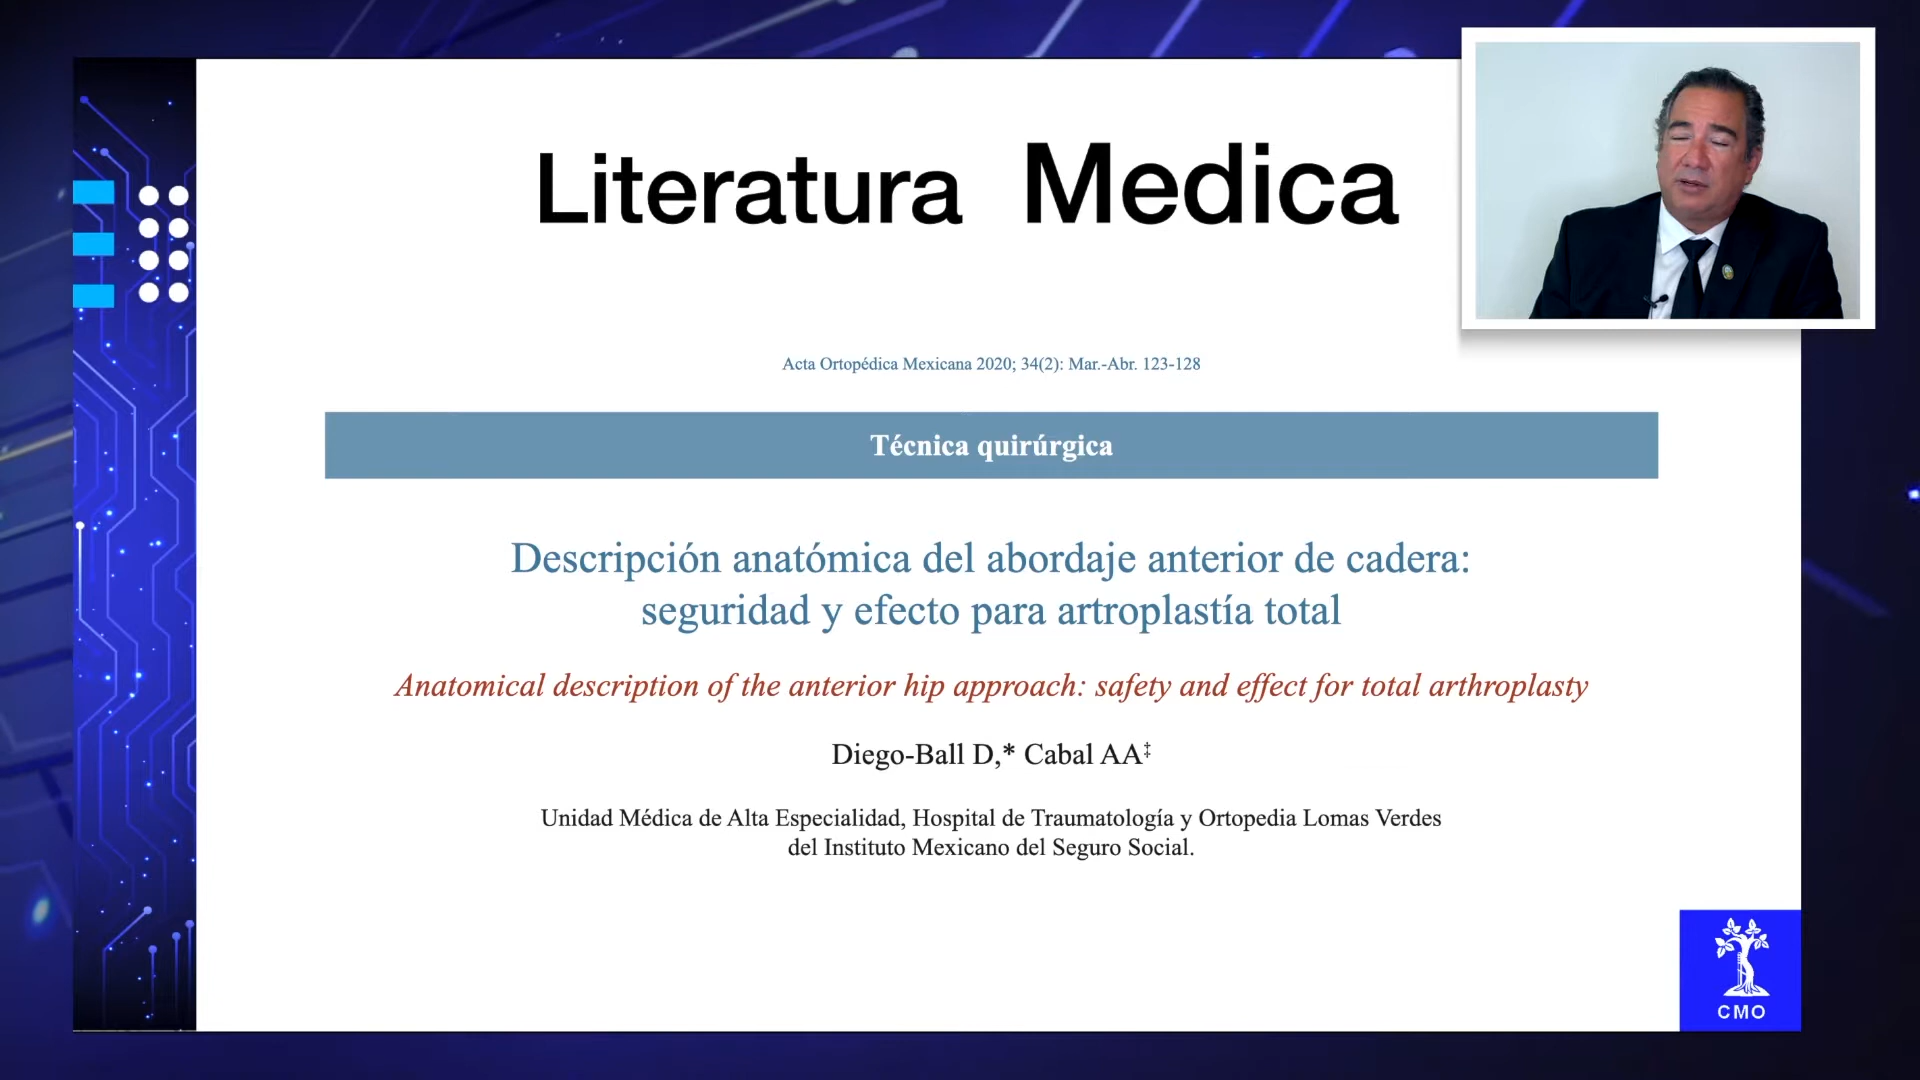 Literatura Medica
Acta Ortopédica Mexicana 2020; 34(2): Mar.-Abr. 123-128
Técnica quirúrgica
Descripción anatómica del abordaje anterior de cadera:
seguridad y efecto para artroplastía total
Anatomical description of the anterior hip approach: safety and effect for total arthroplasty
Diego-Ball D,* Cabal AA‡
Unidad Médica de Alta Especialidad, Hospital de Traumatología y Ortopedia Lomas Verdes
del Instituto Mexicano del Seguro Social.
CMO